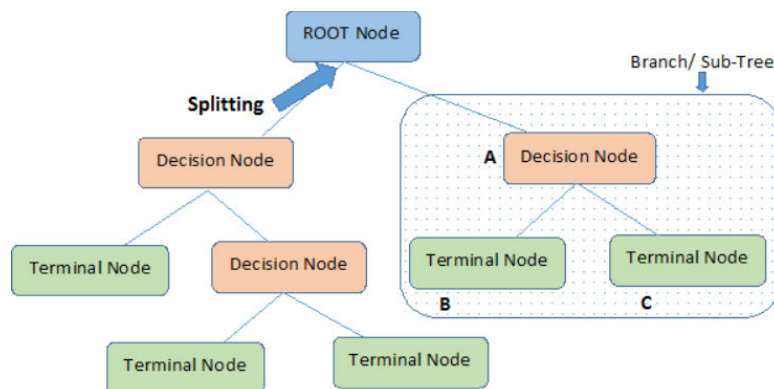 ROOT Node
Branch/ Sub-Tree
Splitting
Decision Node
A
Decision Node
Terminal Node
Decision Node
Terminal Node
Terminal Node
B
C
Terminal Node
Terminal Node